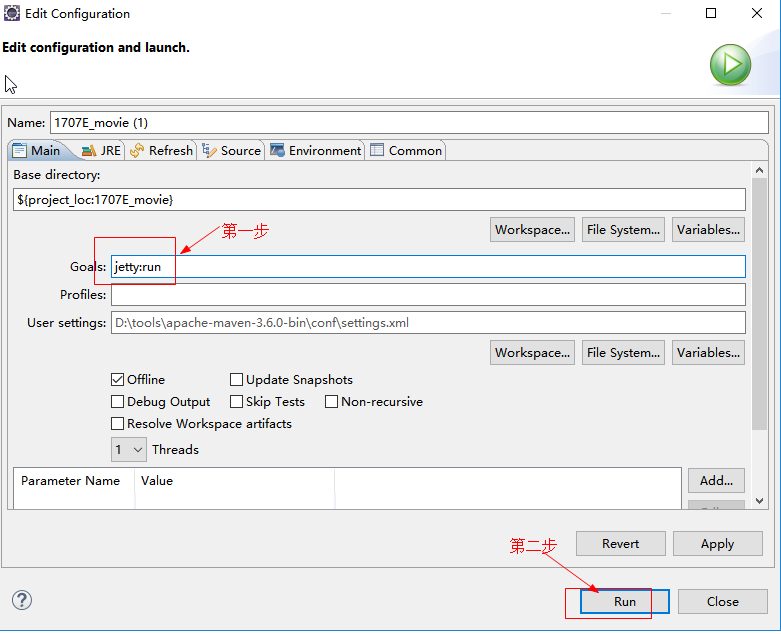 Edit Configuration
Edit configuration and launch.
Name: 1707E_movie (1)
Main JRE Refresh Source Environment Common
Base directory:
${project_loc:1707E_movie}
Workspace... File System... Variables...
第一步
Goals: jetty:run
Profiles:
User settings: D:\tools\apache-maven-3.6.0-bin\conf\settings.xml
Workspace... File System... Variables...
Offline Update Snapshots
Debug Output Skip Tests Non-recursive
Resolve Workspace artifacts
1 Threads
Parameter Name Value Add...
第二步
Revert Apply
Run Close